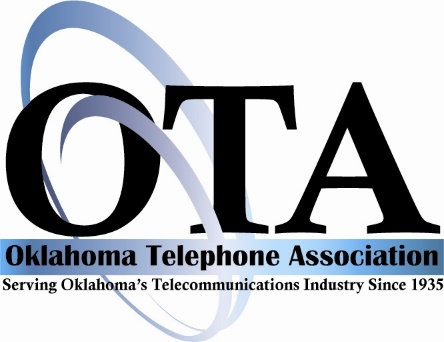 OTA
Oklahoma Telephone Association
Serving Oklahoma's Telecommunications Industry Since 1935